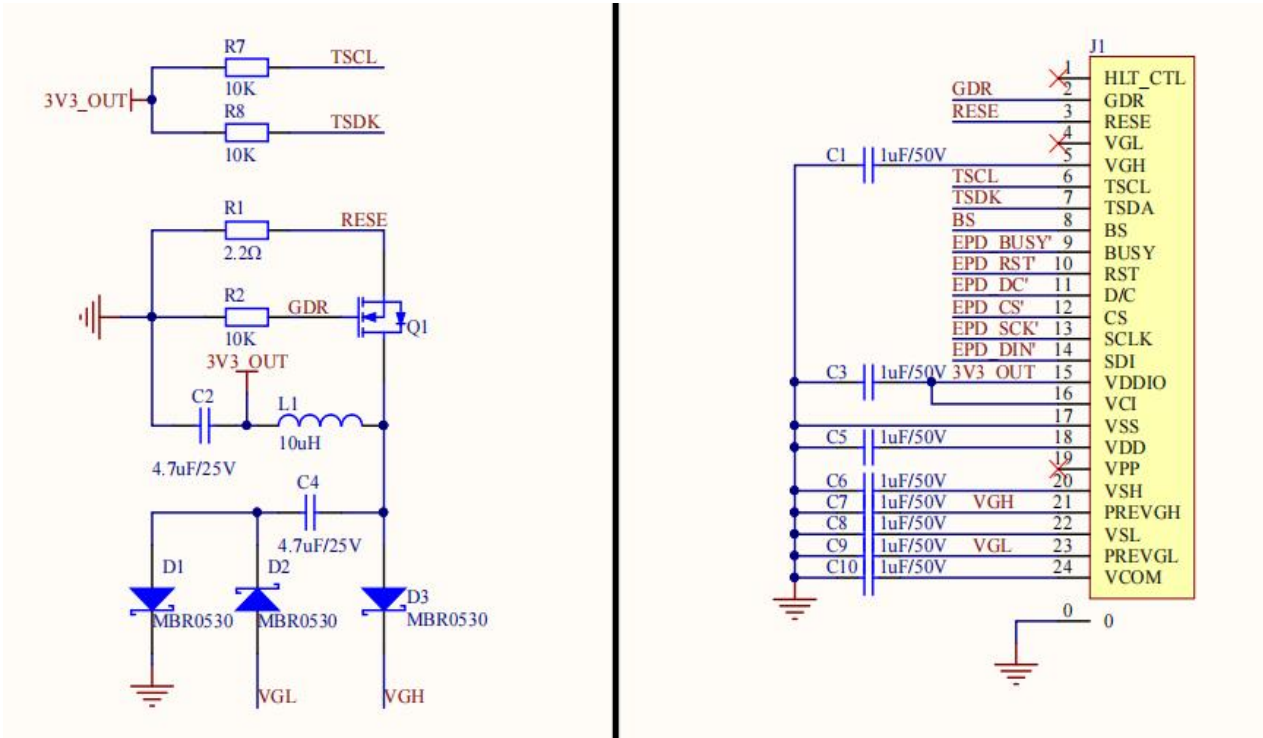 R7
TSCL
10K
3V3_OUT
R8
TSDK
10K
R1
RESE
2.2Ω
R2
GDR
Q1
10K
3V3_OUT
C2
L1
10uH
4.7uF/25V
C4
4.7uF/25V
D1
D2
D3
MBR0530
MBR0530
MBR0530
VGL
VGH
J1
1
HLT_CTL
GDR
2
GDR
RESE
3
RESE
4
VGL
C1
1uF/50V
5
VGH
TSCL
6
TSCL
TSDK
7
TSDA
BS
8
BS
EPD_BUSY'
9
BUSY
EPD_RST'
10
RST
EPD_DC'
11
D/C
EPD_CS'
12
CS
EPD_SCK'
13
SCLK
EPD_DIN'
14
SDI
C3
1uF/50V
3V3_OUT
15
VDDIO
16
VCI
17
VSS
C5
1uF/50V
18
VDD
19
VPP
C6
1uF/50V
20
VSH
C7
1uF/50V
VGH
21
PREVGH
C8
1uF/50V
22
VSL
C9
1uF/50V
VGL
23
PREVGL
C10
1uF/50V
24
VCOM
0
0